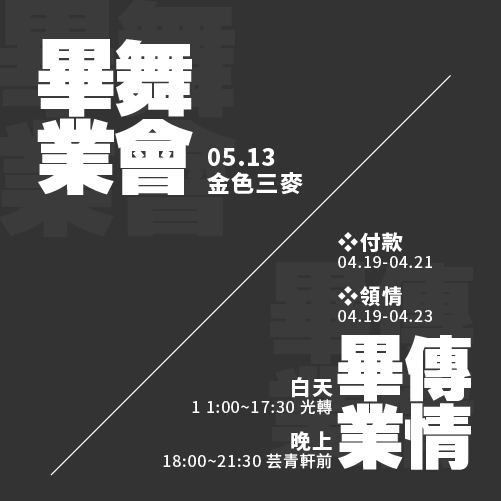 畢舞
業會
05.13
金色三麥
❖付款
04.19-04.21
❖領情
04.19-04.23
畢傳
業情
白天
1 1:00~17:30 光轉
晚上
18:00~21:30 芸青軒前